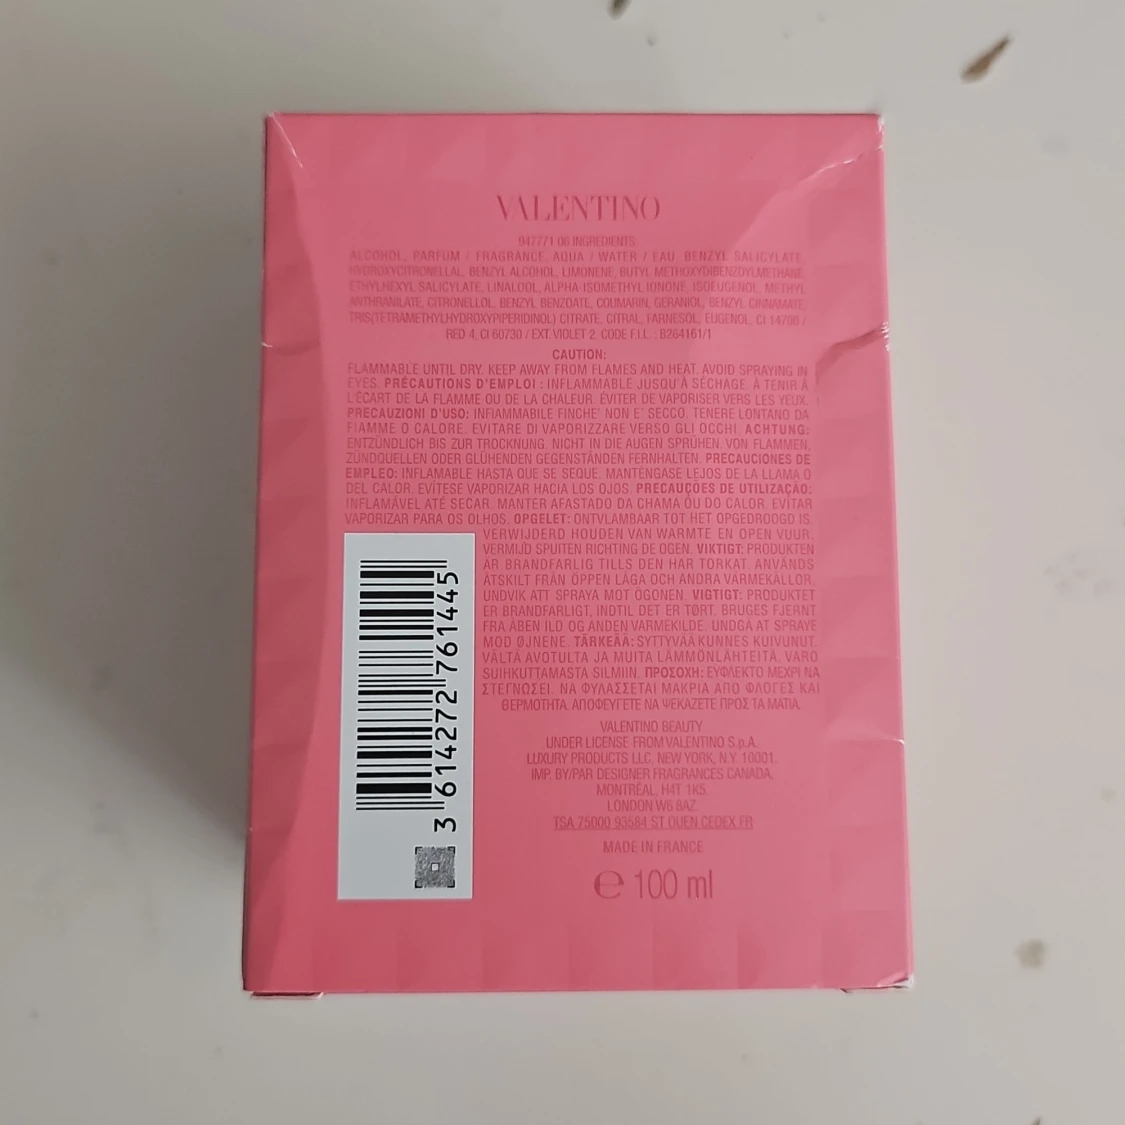 VALENTINO
947771 06 INGREDIENTS:
ALCOHOL, PARFUM / FRAGRANCE, AQUA / WATER / EAU, BENZYL SALICYLATE,
HYDROXYCITRONELLAL, BENZYL ALCOHOL, LIMONENE, BUTYL METHOXYDIBENZOYLMETHANE,
ETHYLHEXYL SALICYLATE, LINALOOL, ALPHA-ISOMETHYL IONONE, ISOEUGENOL, METHYL
ANTHRANILATE, CITRONELLOL, BENZYL BENZOATE, COUMARIN, GERANIOL, BENZYL CINNAMATE,
TRIS(TETRAMETHYLHYDROXYPIPERIDINOL) CITRATE, CITRAL, FARNESOL, EUGENOL, CI 14700 /
RED 4, CI 60730 / EXT. VIOLET 2. CODE F.I.L. : B264161/1
CAUTION:
FLAMMABLE UNTIL DRY. KEEP AWAY FROM FLAMES AND HEAT. AVOID SPRAYING IN
EYES. PRÉCAUTIONS D'EMPLOI : INFLAMMABLE JUSQU'À SÉCHAGE. À TENIR À
L'ÉCART DE LA FLAMME OU DE LA CHALEUR. ÉVITER DE VAPORISER VERS LES YEUX.
PRECAUZIONI D'USO: INFIAMMABILE FINCHE' NON E' SECCO. TENERE LONTANO DA
FIAMME O CALORE. EVITARE DI VAPORIZZARE VERSO GLI OCCHI. ACHTUNG:
ENTZÜNDLICH BIS ZUR TROCKNUNG. NICHT IN DIE AUGEN SPRÜHEN. VON FLAMMEN,
ZÜNDQUELLEN ODER GLÜHENDEN GEGENSTÄNDEN FERNHALTEN. PRECAUCIONES DE
EMPLEO: INFLAMABLE HASTA QUE SE SEQUE. MANTÉNGASE LEJOS DE LA LLAMA O
DEL CALOR. EVÍTESE VAPORIZAR HACIA LOS OJOS. PRECAUÇÕES DE UTILIZAÇÃO:
INFLAMÁVEL ATÉ SECAR. MANTER AFASTADO DA CHAMA OU DO CALOR. EVITAR
VAPORIZAR PARA OS OLHOS. OPGELET: ONTVLAMBAAR TOT HET OPGEDROOGD IS.
VERWIJDERD HOUDEN VAN WARMTE EN OPEN VUUR.
VERMIJD SPUITEN RICHTING DE OGEN. VIKTIGT: PRODUKTEN
ÄR BRANDFARLIG TILLS DEN HAR TORKAT. ANVÄNDS
ÅTSKILT FRÅN ÖPPEN LÅGA OCH ANDRA VÄRMEKÄLLOR.
UNDVIK ATT SPRAYA MOT ÖGONEN. VIGTIGT: PRODUKTET
ER BRANDFARLIGT, INDTIL DET ER TØRT. BRUGES FJERNT
FRA ÅBEN ILD OG ANDEN VARMEKILDE. UNDGÅ AT SPRAYE
MOD ØJNENE. TÄRKEÄÄ: SYTTYVÄÄ KUNNES KUIVUNUT.
VÄLTÄ AVOTULTA JA MUITA LÄMMÖNLÄHTEITÄ. VARO
SUIHKUTTAMASTA SILMIIN. ΠΡΟΣΟΧΗ: ΕΥΦΛΕΚΤΟ ΜΕΧΡΙ ΝΑ
ΣΤΕΓΝΩΣΕΙ. ΝΑ ΦΥΛΑΣΣΕΤΑΙ ΜΑΚΡΙΑ ΑΠΟ ΦΛΟΓΕΣ ΚΑΙ
ΘΕΡΜΟΤΗΤΑ. ΑΠΟΦΕΥΓΕΤΕ ΝΑ ΨΕΚΑΖΕΤΕ ΠΡΟΣ ΤΑ ΜΑΤΙΑ.
3 614272 761445
VALENTINO BEAUTY
UNDER LICENSE FROM VALENTINO S.p.A.
LUXURY PRODUCTS LLC, NEW YORK, N.Y. 10001.
IMP. BY/PAR DESIGNER FRAGRANCES CANADA,
MONTRÉAL, H4T 1K5.
LONDON W6 8AZ.
TSA 75000 93584 ST OUEN CEDEX FR
MADE IN FRANCE
℮ 100 ml